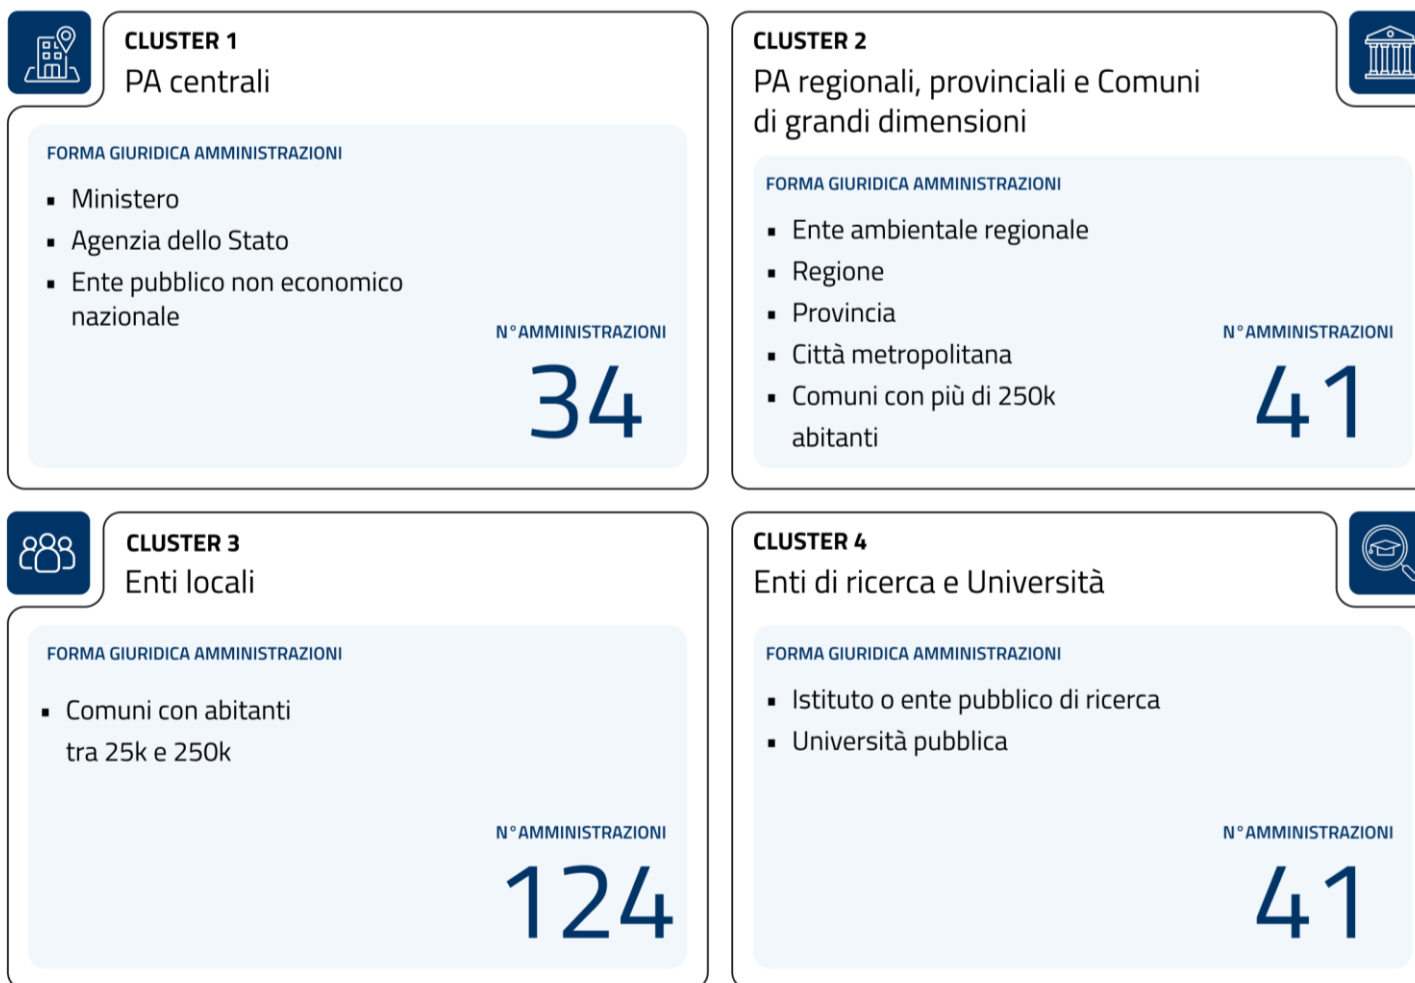 CLUSTER 1
PA centrali
FORMA GIURIDICA AMMINISTRAZIONI
▪ Ministero
▪ Agenzia dello Stato
▪ Ente pubblico non economico
nazionale
N°AMMINISTRAZIONI
34
CLUSTER 2
PA regionali, provinciali e Comuni
di grandi dimensioni
FORMA GIURIDICA AMMINISTRAZIONI
▪ Ente ambientale regionale
▪ Regione
▪ Provincia
▪ Città metropolitana
▪ Comuni con più di 250k
abitanti
N°AMMINISTRAZIONI
41
CLUSTER 3
Enti locali
FORMA GIURIDICA AMMINISTRAZIONI
▪ Comuni con abitanti
tra 25k e 250k
N°AMMINISTRAZIONI
124
CLUSTER 4
Enti di ricerca e Università
FORMA GIURIDICA AMMINISTRAZIONI
▪ Istituto o ente pubblico di ricerca
▪ Università pubblica
N°AMMINISTRAZIONI
41